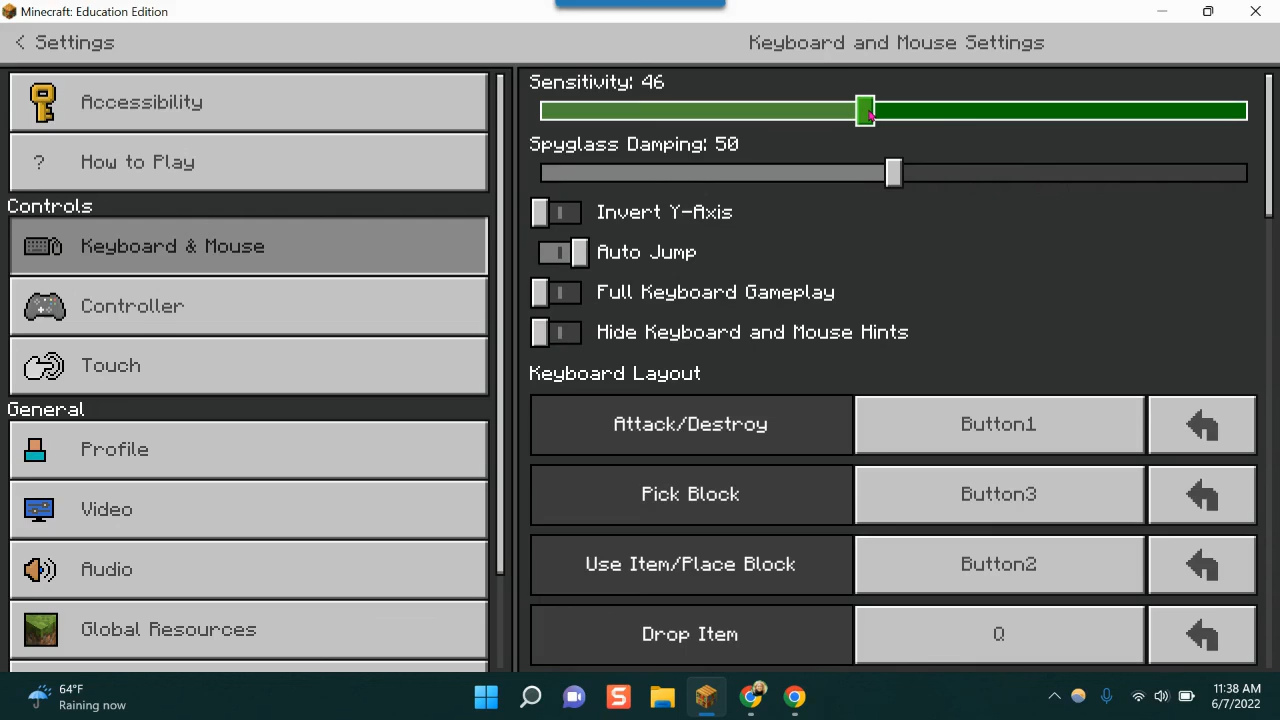 Minecraft: Education Edition
< Settings
Keyboard and Mouse Settings
Accessibility
? How to Play
Controls
Keyboard & Mouse
Controller
Touch
General
Profile
Video
Audio
Global Resources
Sensitivity: 46
Spyglass Damping: 50
Invert Y-Axis
Auto Jump
Full Keyboard Gameplay
Hide Keyboard and Mouse Hints
Keyboard Layout
Attack/Destroy Button1
Pick Block Button3
Use Item/Place Block Button2
Drop Item Q
64°F
Raining now
S
11:38 AM
6/7/2022